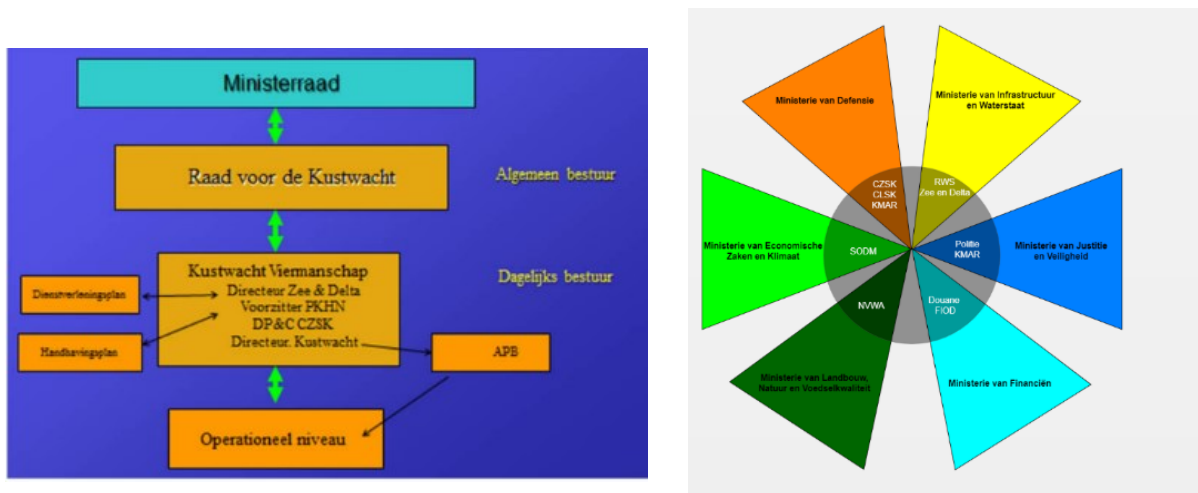 Ministerraad
Raad voor de Kustwacht
Algemeen bestuur
Kustwacht Viermanschap
Directeur Zee & Delta
Voorzitter PKHN
DP&C CZSK
Directeur. Kustwacht
Dagelijks bestuur
Dienstverleningsplan
Handhavingsplan
APB
Operationeel niveau
Ministerie van Defensie
Ministerie van Infrastructuur
en Waterstaat
CZSK
CLSK
KMAR
RWS
Zee en Delta
Ministerie van Economische
Zaken en Klimaat
SODM
Politie
KMAR
Ministerie van Justitie
en Veiligheid
NVWA
Douane
FIOD
Ministerie van Landbouw,
Natuur en Voedselkwaliteit
Ministerie van Financiën